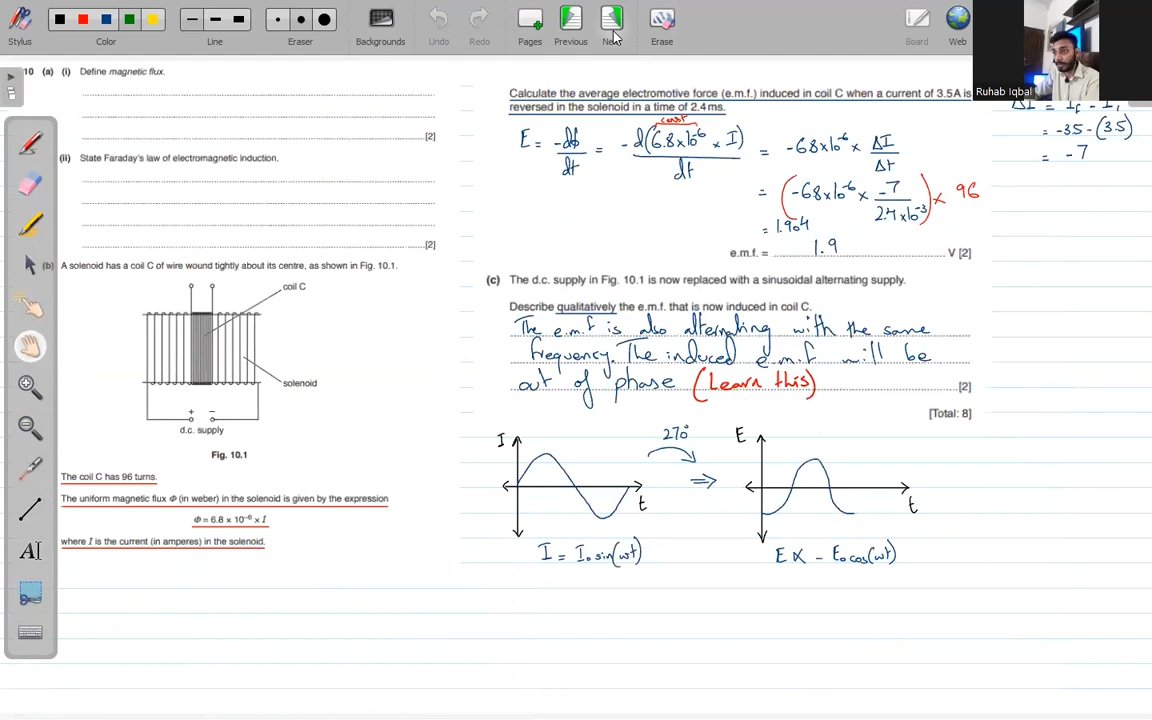 Stylus
Color
Line
Eraser
Backgrounds
Undo
Redo
Pages
Previous
Erase
Board
Web
Ruhab Iqbal
10 (a) (i) Define magnetic flux.
[2]
(ii) State Faraday's law of electromagnetic induction.
[2]
(b) A solenoid has a coil C of wire wound tightly about its centre, as shown in Fig. 10.1.
coil C
solenoid
+ −
d.c. supply
Fig. 10.1
The coil C has 96 turns.
The uniform magnetic flux Φ (in weber) in the solenoid is given by the expression
Φ = 6.8 × 10⁻⁶ × I
where I is the current (in amperes) in the solenoid.
Calculate the average electromotive force (e.m.f.) induced in coil C when a current of 3.5A is
reversed in the solenoid in a time of 2.4 ms.
const
E = -dϕ/dt = -d(6.8×10⁻⁶ × I)/dt = -6.8×10⁻⁶ × ΔI/Δt
= (-6.8×10⁻⁶ × -7/2.4×10⁻³) × 96
= 1.904
e.m.f. = 1.9 V [2]
= -3.5 - (3.5)
= -7
(c) The d.c. supply in Fig. 10.1 is now replaced with a sinusoidal alternating supply.
Describe qualitatively the e.m.f. that is now induced in coil C.
The e.m.f is also alternating with the same
frequency. The induced e.m.f will be
out of phase (Learn this) [2]
[Total: 8]
I
t
270°
⇒
E
t
I = I₀ sin(ωt)
E ∝ - E₀ cos(ωt)